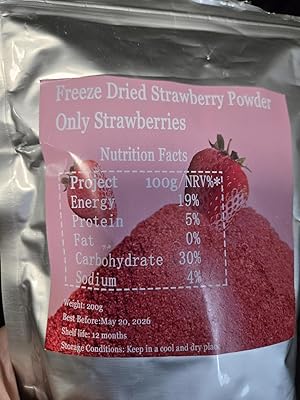 Freeze Dried Strawberry Powder
Only Strawberries
Nutrition Facts
Project 100g/NRV%*
Energy 19%
Protein 5%
Fat 0%
Carbohydrate 30%
Sodium 4%
Weight: 200g
Best Before:May 20, 2026
Shelf life: 12 months
Storage Conditions: Keep in a cool and dry place